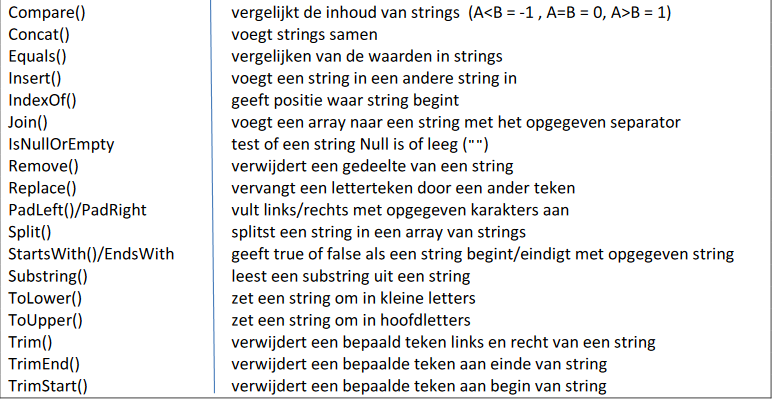 Compare() vergelijkt de inhoud van strings (A<B = -1 , A=B = 0, A>B = 1)
Concat() voegt strings samen
Equals() vergelijken van de waarden in strings
Insert() voegt een string in een andere string in
IndexOf() geeft positie waar string begint
Join() voegt een array naar een string met het opgegeven separator
IsNullOrEmpty test of een string Null is of leeg ("")
Remove() verwijdert een gedeelte van een string
Replace() vervangt een letterteken door een ander teken
PadLeft()/PadRight vult links/rechts met opgegeven karakters aan
Split() splitst een string in een array van strings
StartsWith()/EndsWith geeft true of false als een string begint/eindigt met opgegeven string
Substring() leest een substring uit een string
ToLower() zet een string om in kleine letters
ToUpper() zet een string om in hoofdletters
Trim() verwijdert een bepaald teken links en recht van een string
TrimEnd() verwijdert een bepaalde teken aan einde van string
TrimStart() verwijdert een bepaalde teken aan begin van string